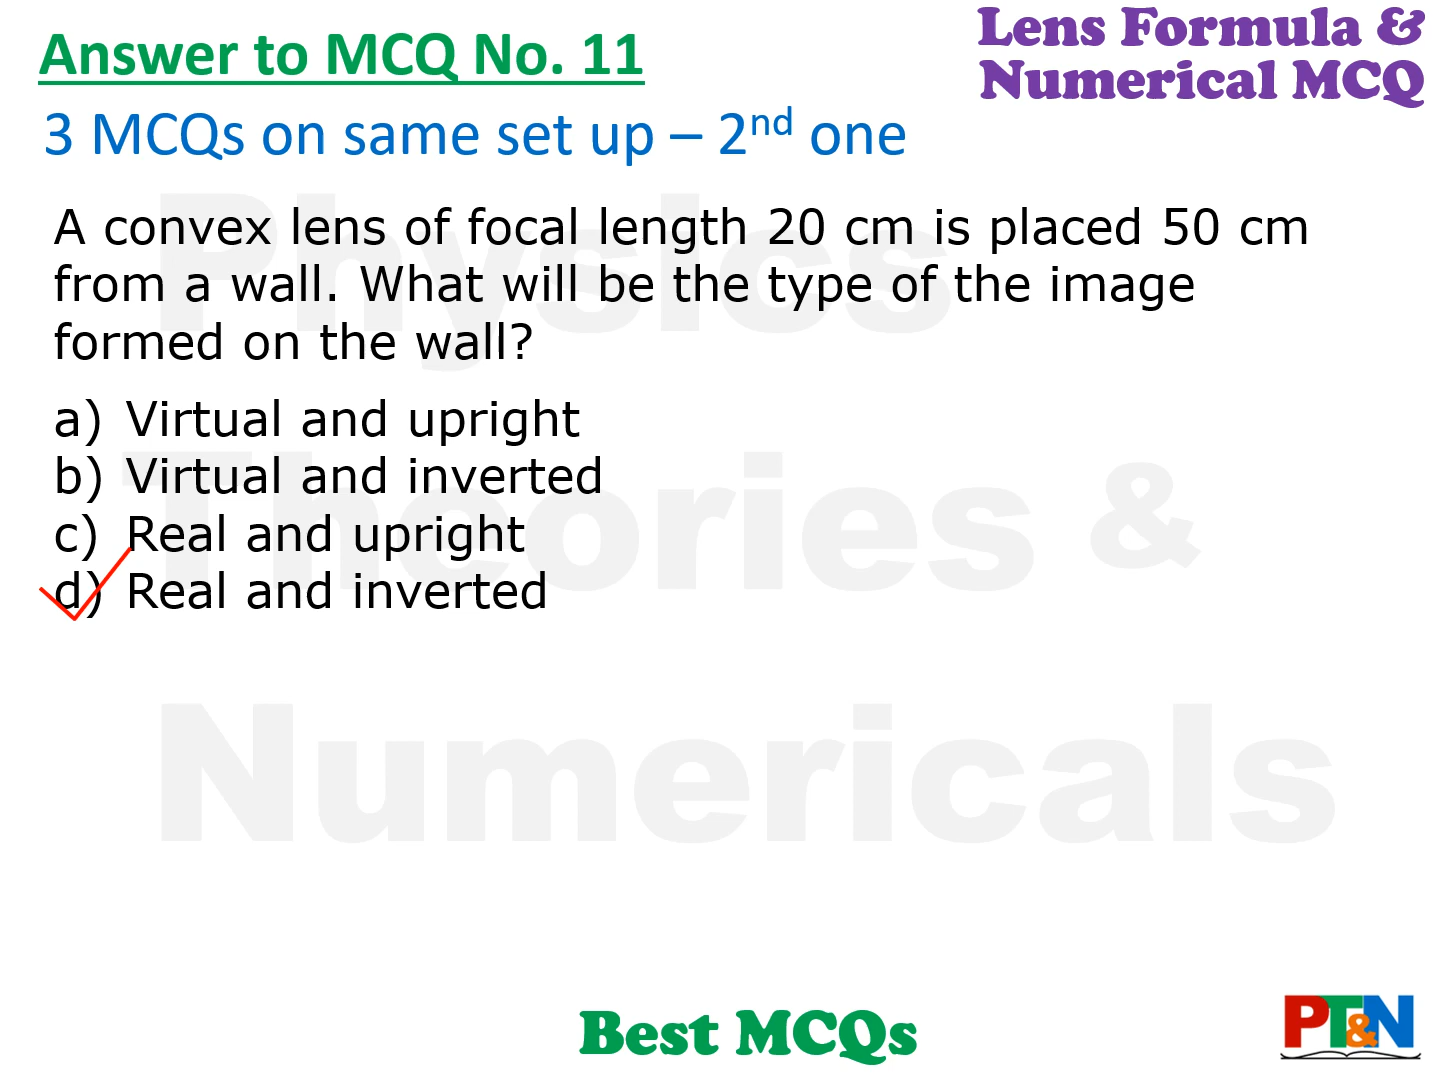 Answer to MCQ No. 11
Lens Formula &
Numerical MCQ
3 MCQs on same set up – 2nd one
A convex lens of focal length 20 cm is placed 50 cm
from a wall. What will be the type of the image
formed on the wall?
a) Virtual and upright
b) Virtual and inverted
c) Real and upright
d) Real and inverted
Physics
Theories &
Numericals
Best MCQs
PT&N